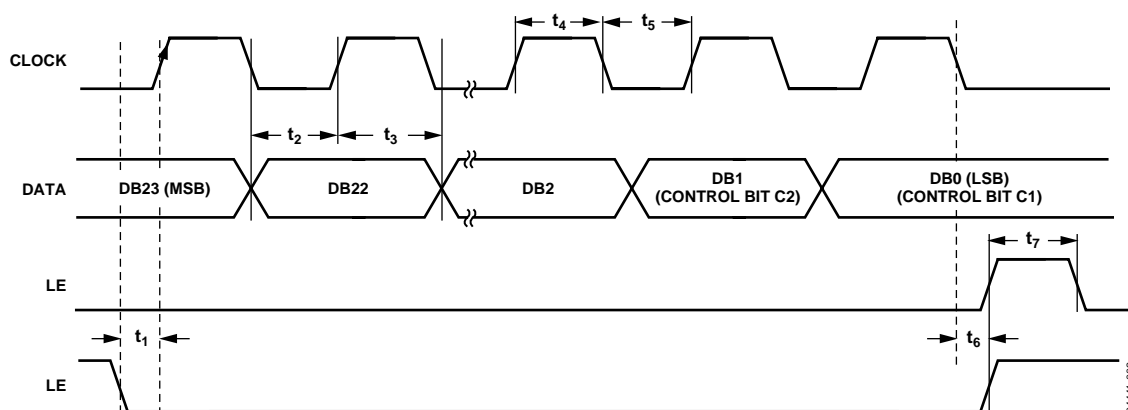 t4
t5
CLOCK
t2
t3
DATA
DB23 (MSB)
DB22
DB2
DB1
(CONTROL BIT C2)
DB0 (LSB)
(CONTROL BIT C1)
t7
LE
t1
t6
LE